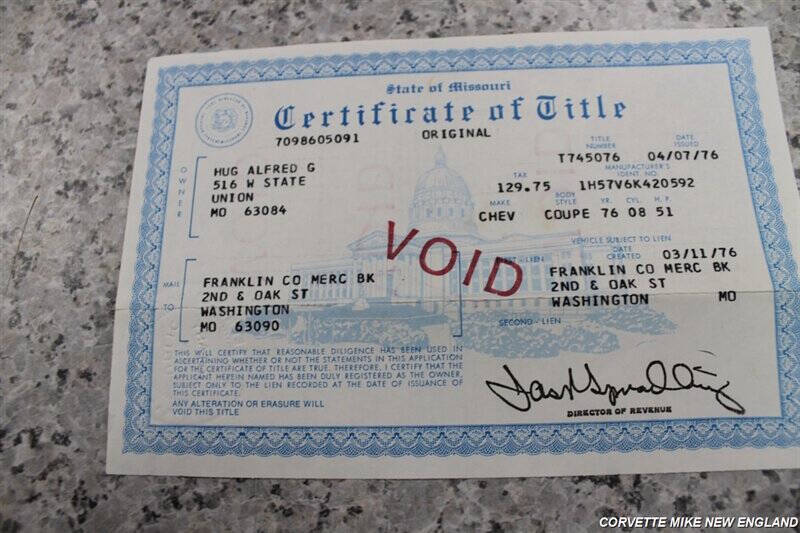 State of Missouri
Certificate of Title
7098605091 ORIGINAL
TITLE NUMBER DATE ISSUED
T745076 04/07/76
OWNER
HUG ALFRED G
516 W STATE
UNION
MO 63084
TAX MANUFACTURER'S IDENT. NO.
129.75 1H57V6K420592
MAKE BODY STYLE YR. CYL. H.P.
CHEV COUPE 76 08 51
VOID
VEHICLE SUBJECT TO LIEN
FIRST - LIEN DATE CREATED 03/11/76
MAIL TO
FRANKLIN CO MERC BK
2ND & OAK ST
WASHINGTON
MO 63090
FRANKLIN CO MERC BK
2ND & OAK ST
WASHINGTON MO
SECOND - LIEN
THIS WILL CERTIFY THAT REASONABLE DILIGENCE HAS BEEN USED IN
ASCERTAINING WHETHER OR NOT THE STATEMENTS IN THIS APPLICATION
FOR THE CERTIFICATE OF TITLE ARE TRUE. THEREFORE, I CERTIFY THAT THE
APPLICANT HEREIN NAMED HAS BEEN DULY REGISTERED AS THE OWNER,
SUBJECT ONLY TO THE LIEN RECORDED AT THE DATE OF ISSUANCE OF
THIS CERTIFICATE.
ANY ALTERATION OR ERASURE WILL
VOID THIS TITLE
DIRECTOR OF REVENUE
CORVETTE MIKE NEW ENGLAND